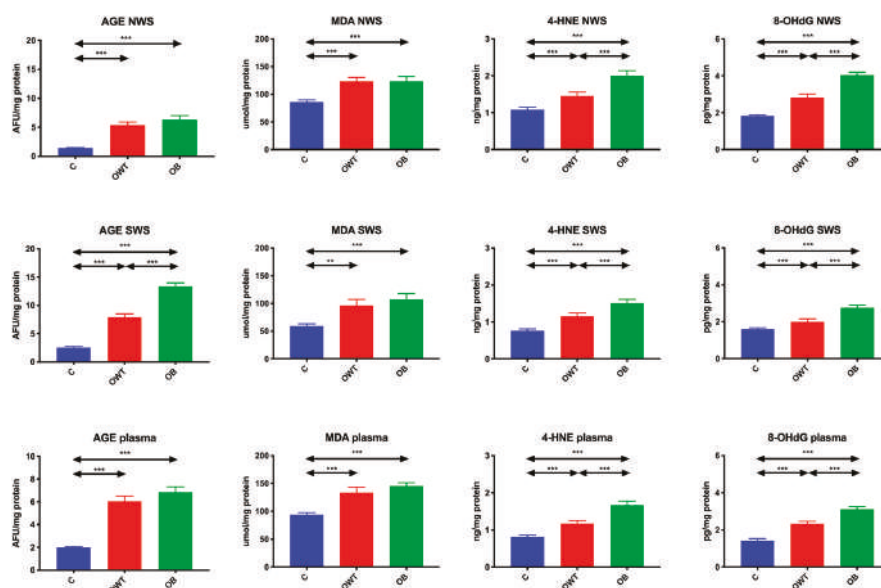 AGE NWS
AFU/mg protein
20
15
10
5
0
***
***
C
OWT
OB
MDA NWS
umol/mg protein
200
150
100
50
0
***
***
C
OWT
OB
4-HNE NWS
ng/mg protein
3
2
1
0
***
***
***
C
OWT
OB
8-OHdG NWS
pg/mg protein
6
4
2
0
***
***
***
C
OWT
OB
AGE SWS
AFU/mg protein
20
15
10
5
0
***
***
***
C
OWT
OB
MDA SWS
umol/mg protein
200
150
100
50
0
***
**
C
OWT
OB
4-HNE SWS
ng/mg protein
3
2
1
0
***
***
***
C
OWT
OB
8-OHdG SWS
pg/mg protein
6
4
2
0
***
***
***
C
OWT
OB
AGE plasma
AFU/mg protein
10
8
6
4
2
0
***
***
C
OWT
OB
MDA plasma
umol/mg protein
200
150
100
50
0
***
***
C
OWT
OB
4-HNE plasma
ng/mg protein
3
2
1
0
***
***
***
C
OWT
OB
8-OHdG plasma
pg/mg protein
6
4
2
0
***
***
***
C
OWT
OB